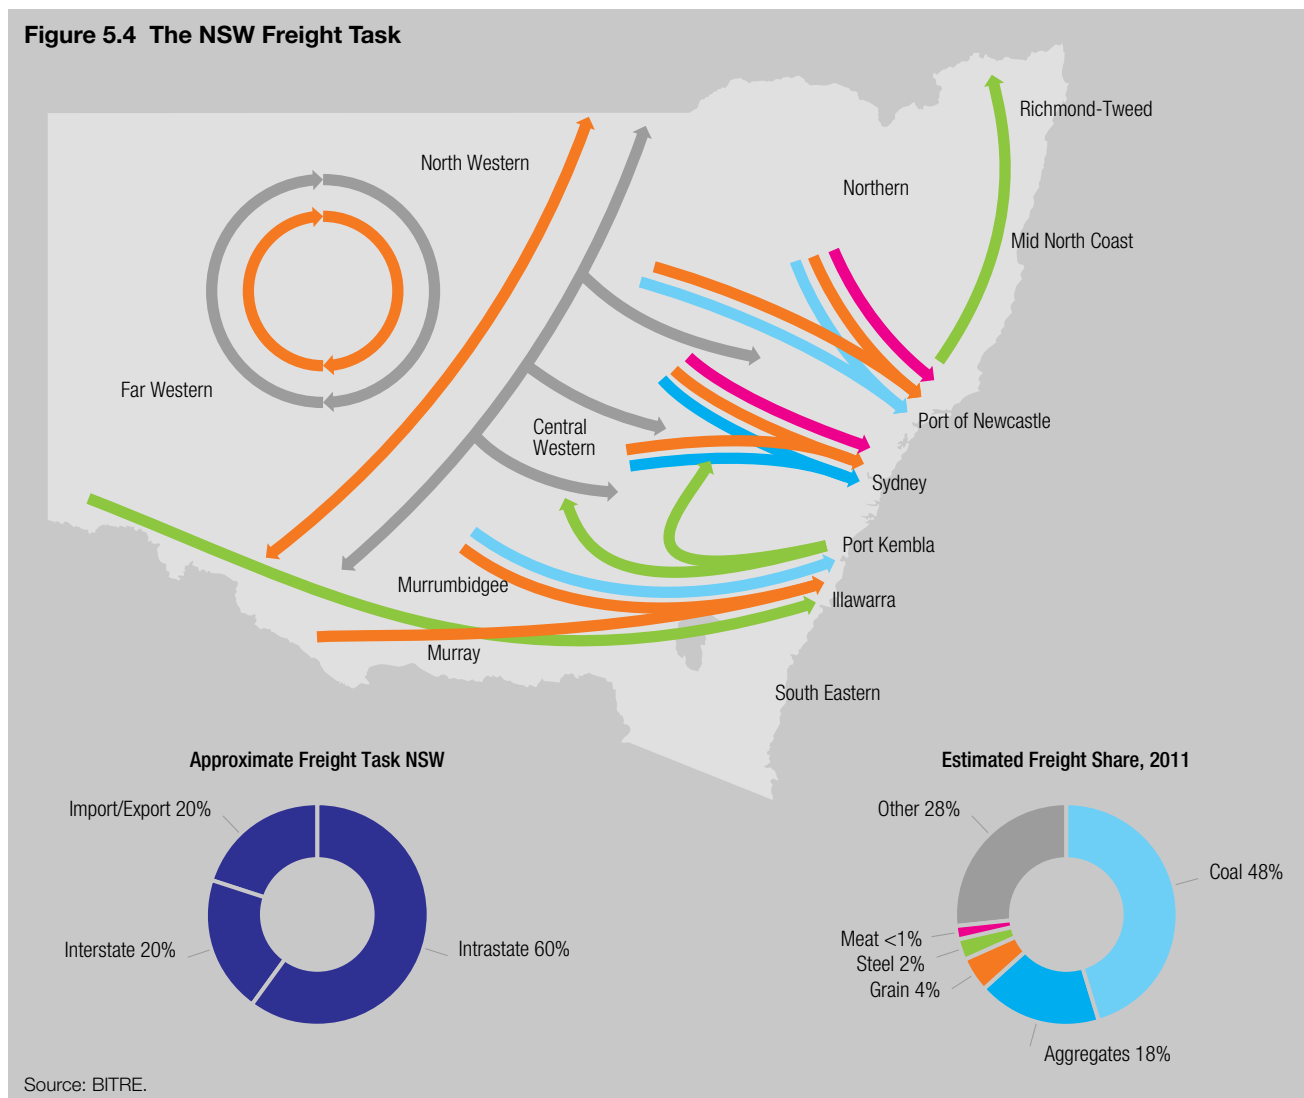 Figure 5.4 The NSW Freight Task
Richmond-Tweed
North Western
Northern
Mid North Coast
Far Western
Port of Newcastle
Central
Western
Sydney
Port Kembla
Murrumbidgee
Illawarra
Murray
South Eastern
Approximate Freight Task NSW
Import/Export 20%
Interstate 20%
Intrastate 60%
Estimated Freight Share, 2011
Other 28%
Coal 48%
Meat <1%
Steel 2%
Grain 4%
Aggregates 18%
Source: BITRE.